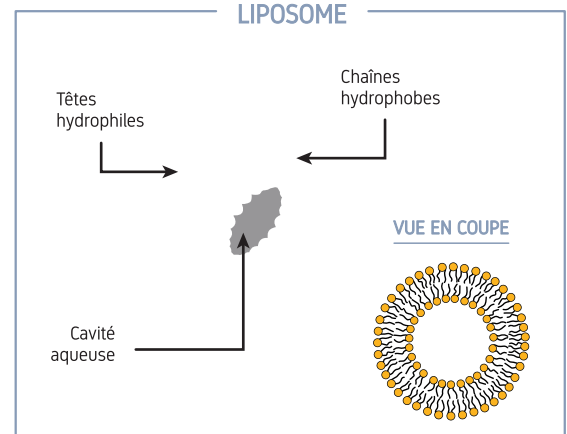 LIPOSOME
Chaînes
hydrophobes
Têtes
hydrophiles
VUE EN COUPE
Cavité
aqueuse